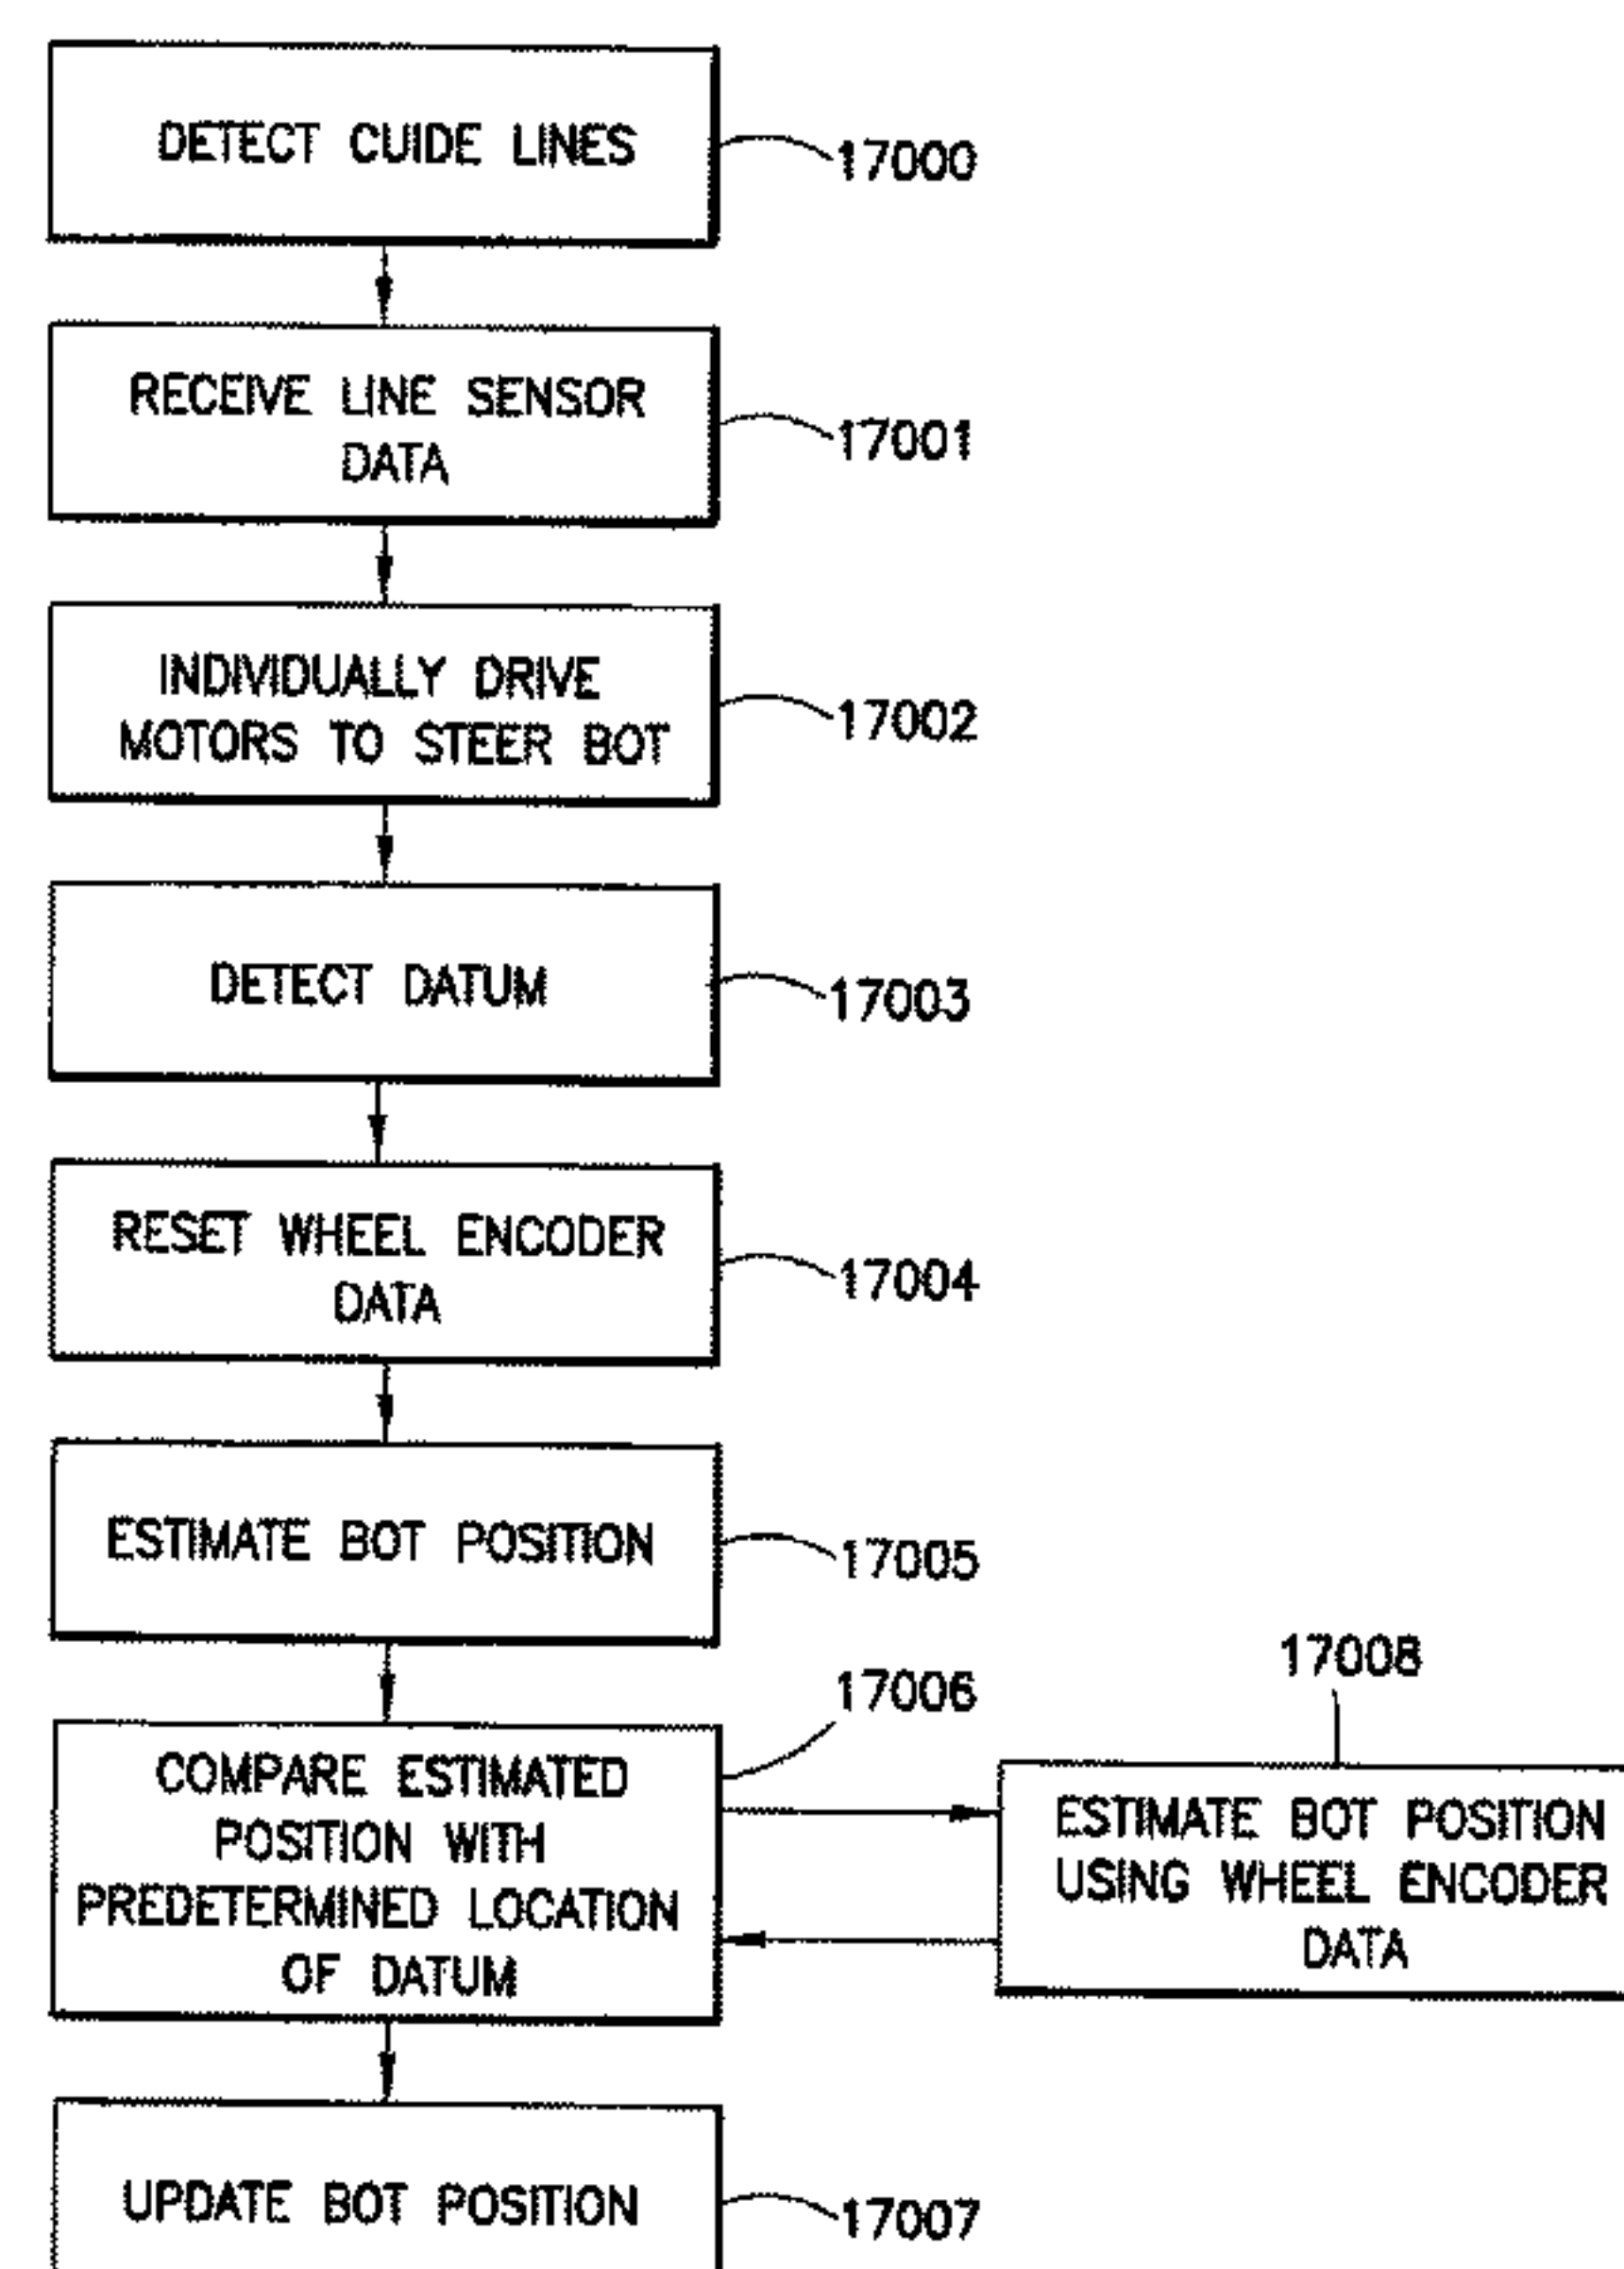 DETECT CUIDE LINES
17000
RECEIVE LINE SENSOR
DATA
17001
INDIVIDUALLY DRIVE
MOTORS TO STEER BOT
17002
DETECT DATUM
17003
RESET WHEEL ENCODER
DATA
17004
ESTIMATE BOT POSITION
17005
17006
COMPARE ESTIMATED
POSITION WITH
PREDETERMINED LOCATION
OF DATUM
17008
ESTIMATE BOT POSITION
USING WHEEL ENCODER
DATA
UPDATE BOT POSITION
17007